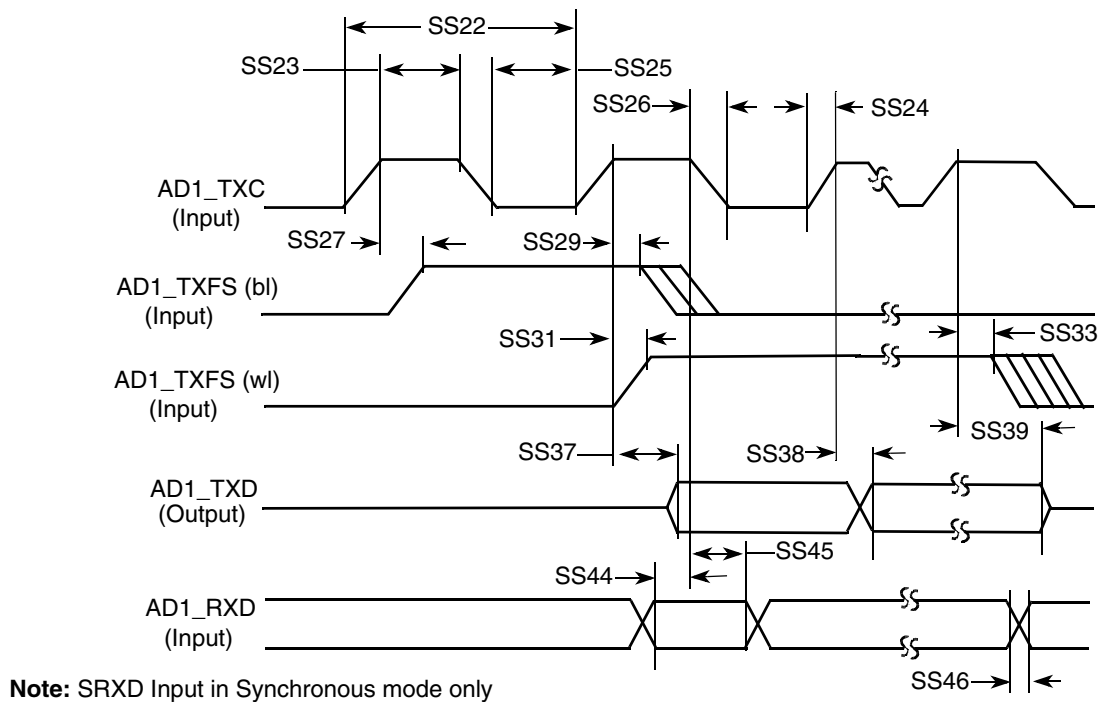 SS22
SS23
SS25
SS26
SS24
AD1_TXC
(Input)
SS27
SS29
AD1_TXFS (bl)
(Input)
SS31
SS33
AD1_TXFS (wl)
(Input)
SS39
SS37
SS38
AD1_TXD
(Output)
SS45
SS44
AD1_RXD
(Input)
SS46
Note: SRXD Input in Synchronous mode only